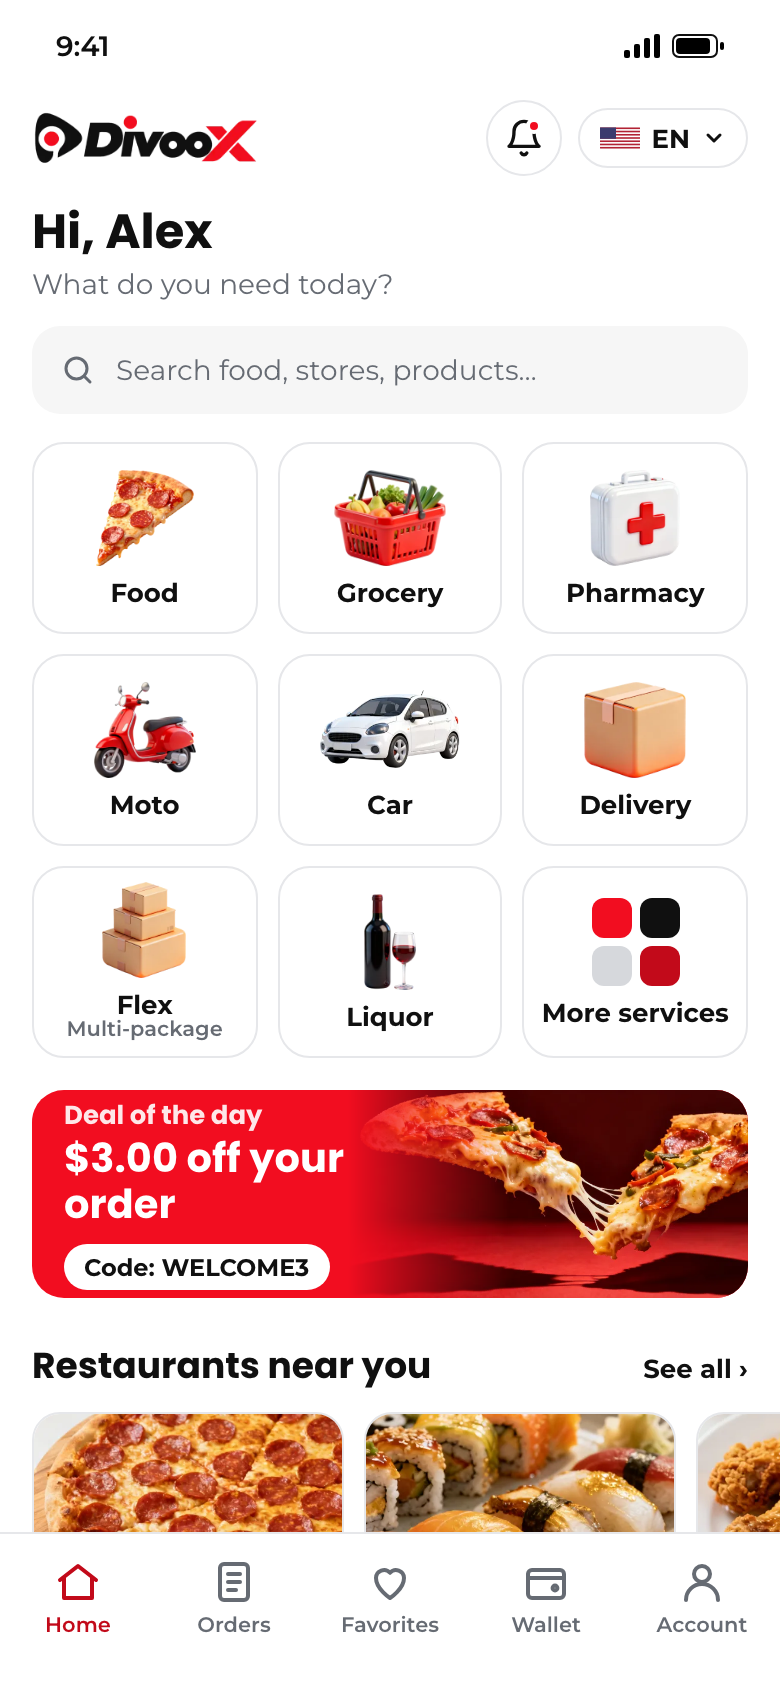 9:41
DivooX
EN
Hi, Alex
What do you need today?
Search food, stores, products...
Food
Grocery
Pharmacy
Moto
Car
Delivery
Flex
Multi-package
Liquor
More services
Deal of the day
$3.00 off your
order
Code: WELCOME3
Restaurants near you
See all ›
Home
Orders
Favorites
Wallet
Account